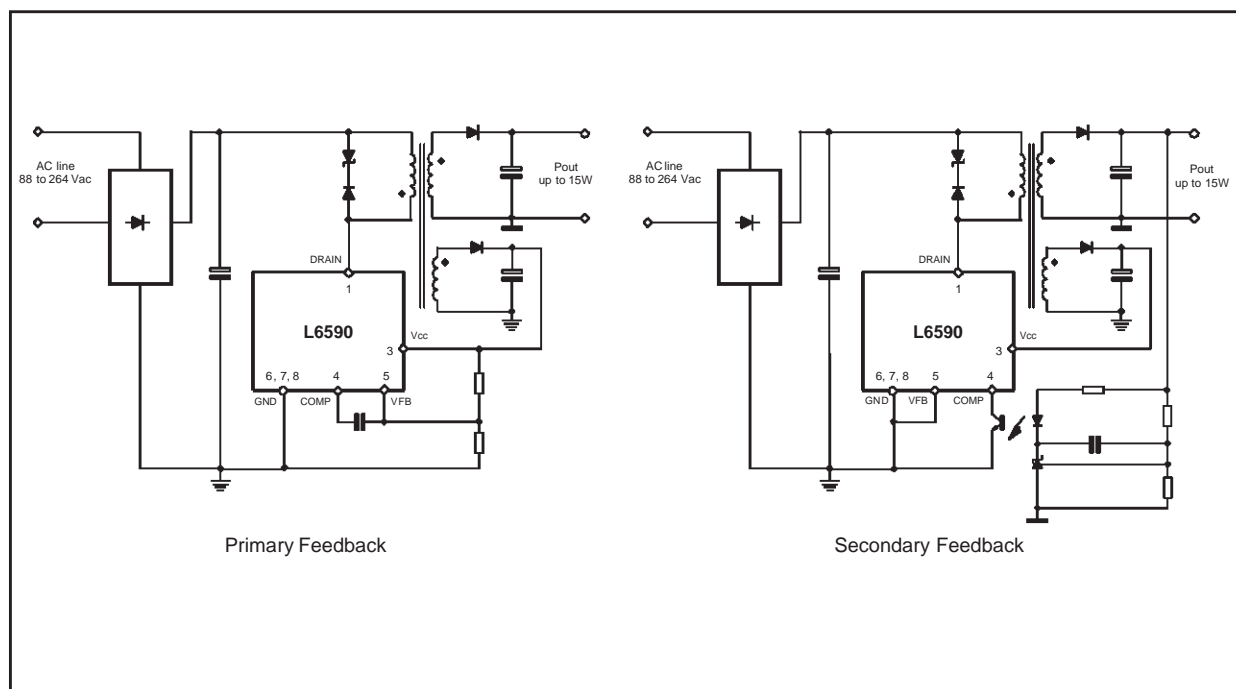 AC line
88 to 264 Vac
Pout
up to 15W
DRAIN
1
L6590
Vcc
3
6, 7, 8
4
5
GND
COMP
VFB
Primary Feedback
AC line
88 to 264 Vac
Pout
up to 15W
DRAIN
1
L6590
Vcc
3
6, 7, 8
5
4
GND
VFB
COMP
Secondary Feedback